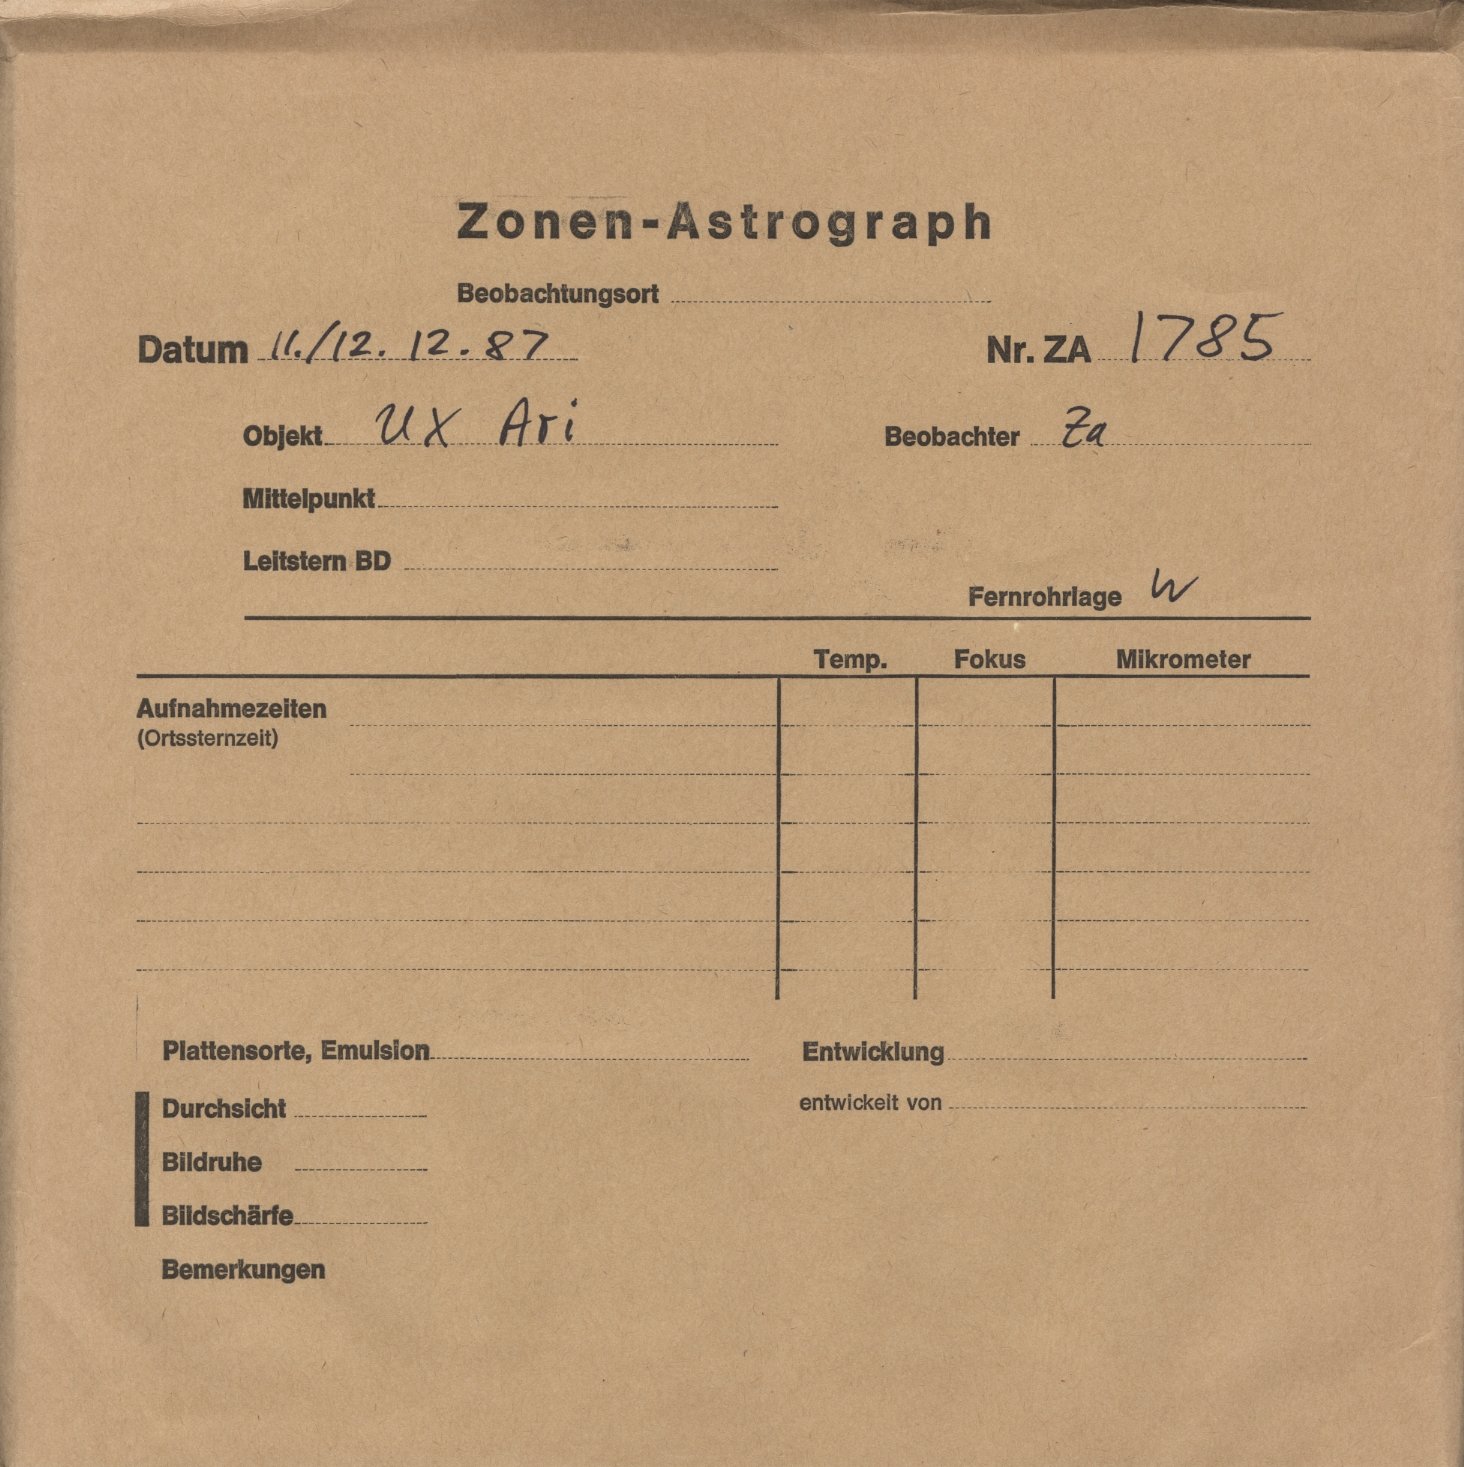 Zonen-Astrograph
Beobachtungsort
Datum 11./12. 12. 87
Nr. ZA 1785
Objekt UX Ari
Beobachter Za
Mittelpunkt
Leitstern BD
Fernrohrlage W
Temp. Fokus Mikrometer
Aufnahmezeiten
(Ortssternzeit)
Plattensorte, Emulsion
Entwicklung
Durchsicht
entwickelt von
Bildruhe
Bildschärfe
Bemerkungen